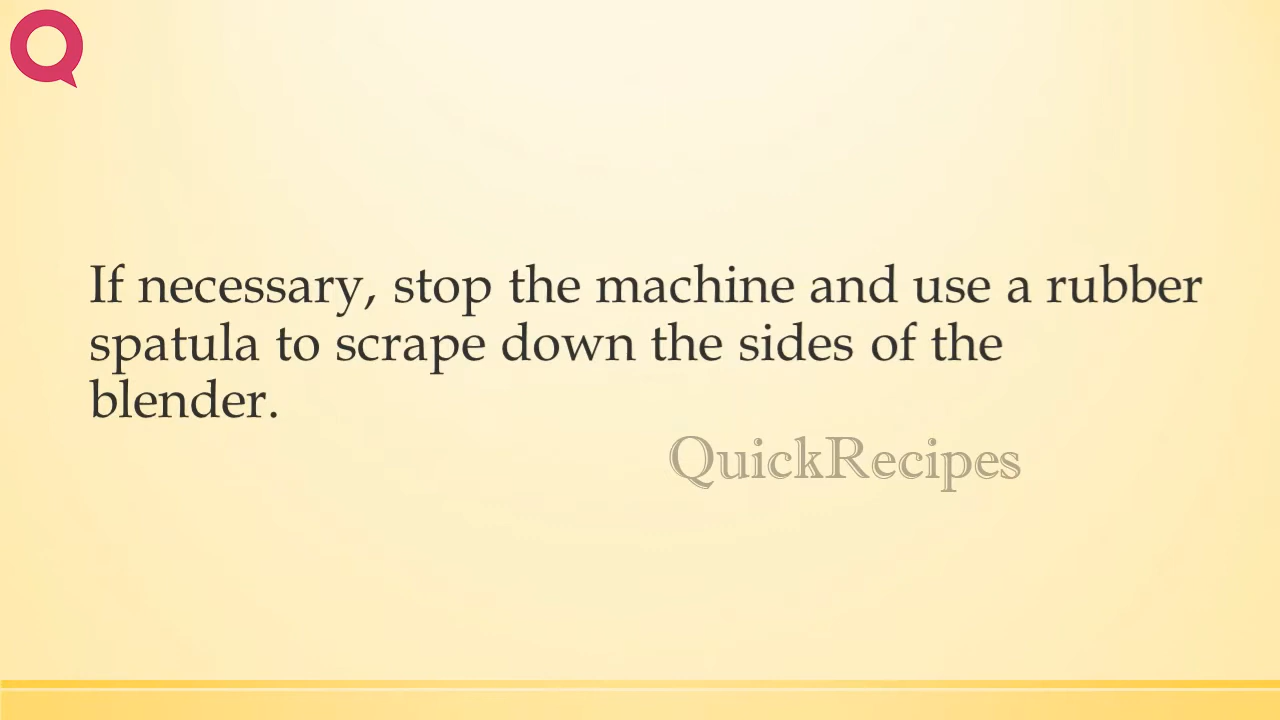 If necessary, stop the machine and use a rubber
spatula to scrape down the sides of the
blender.
QuickRecipes